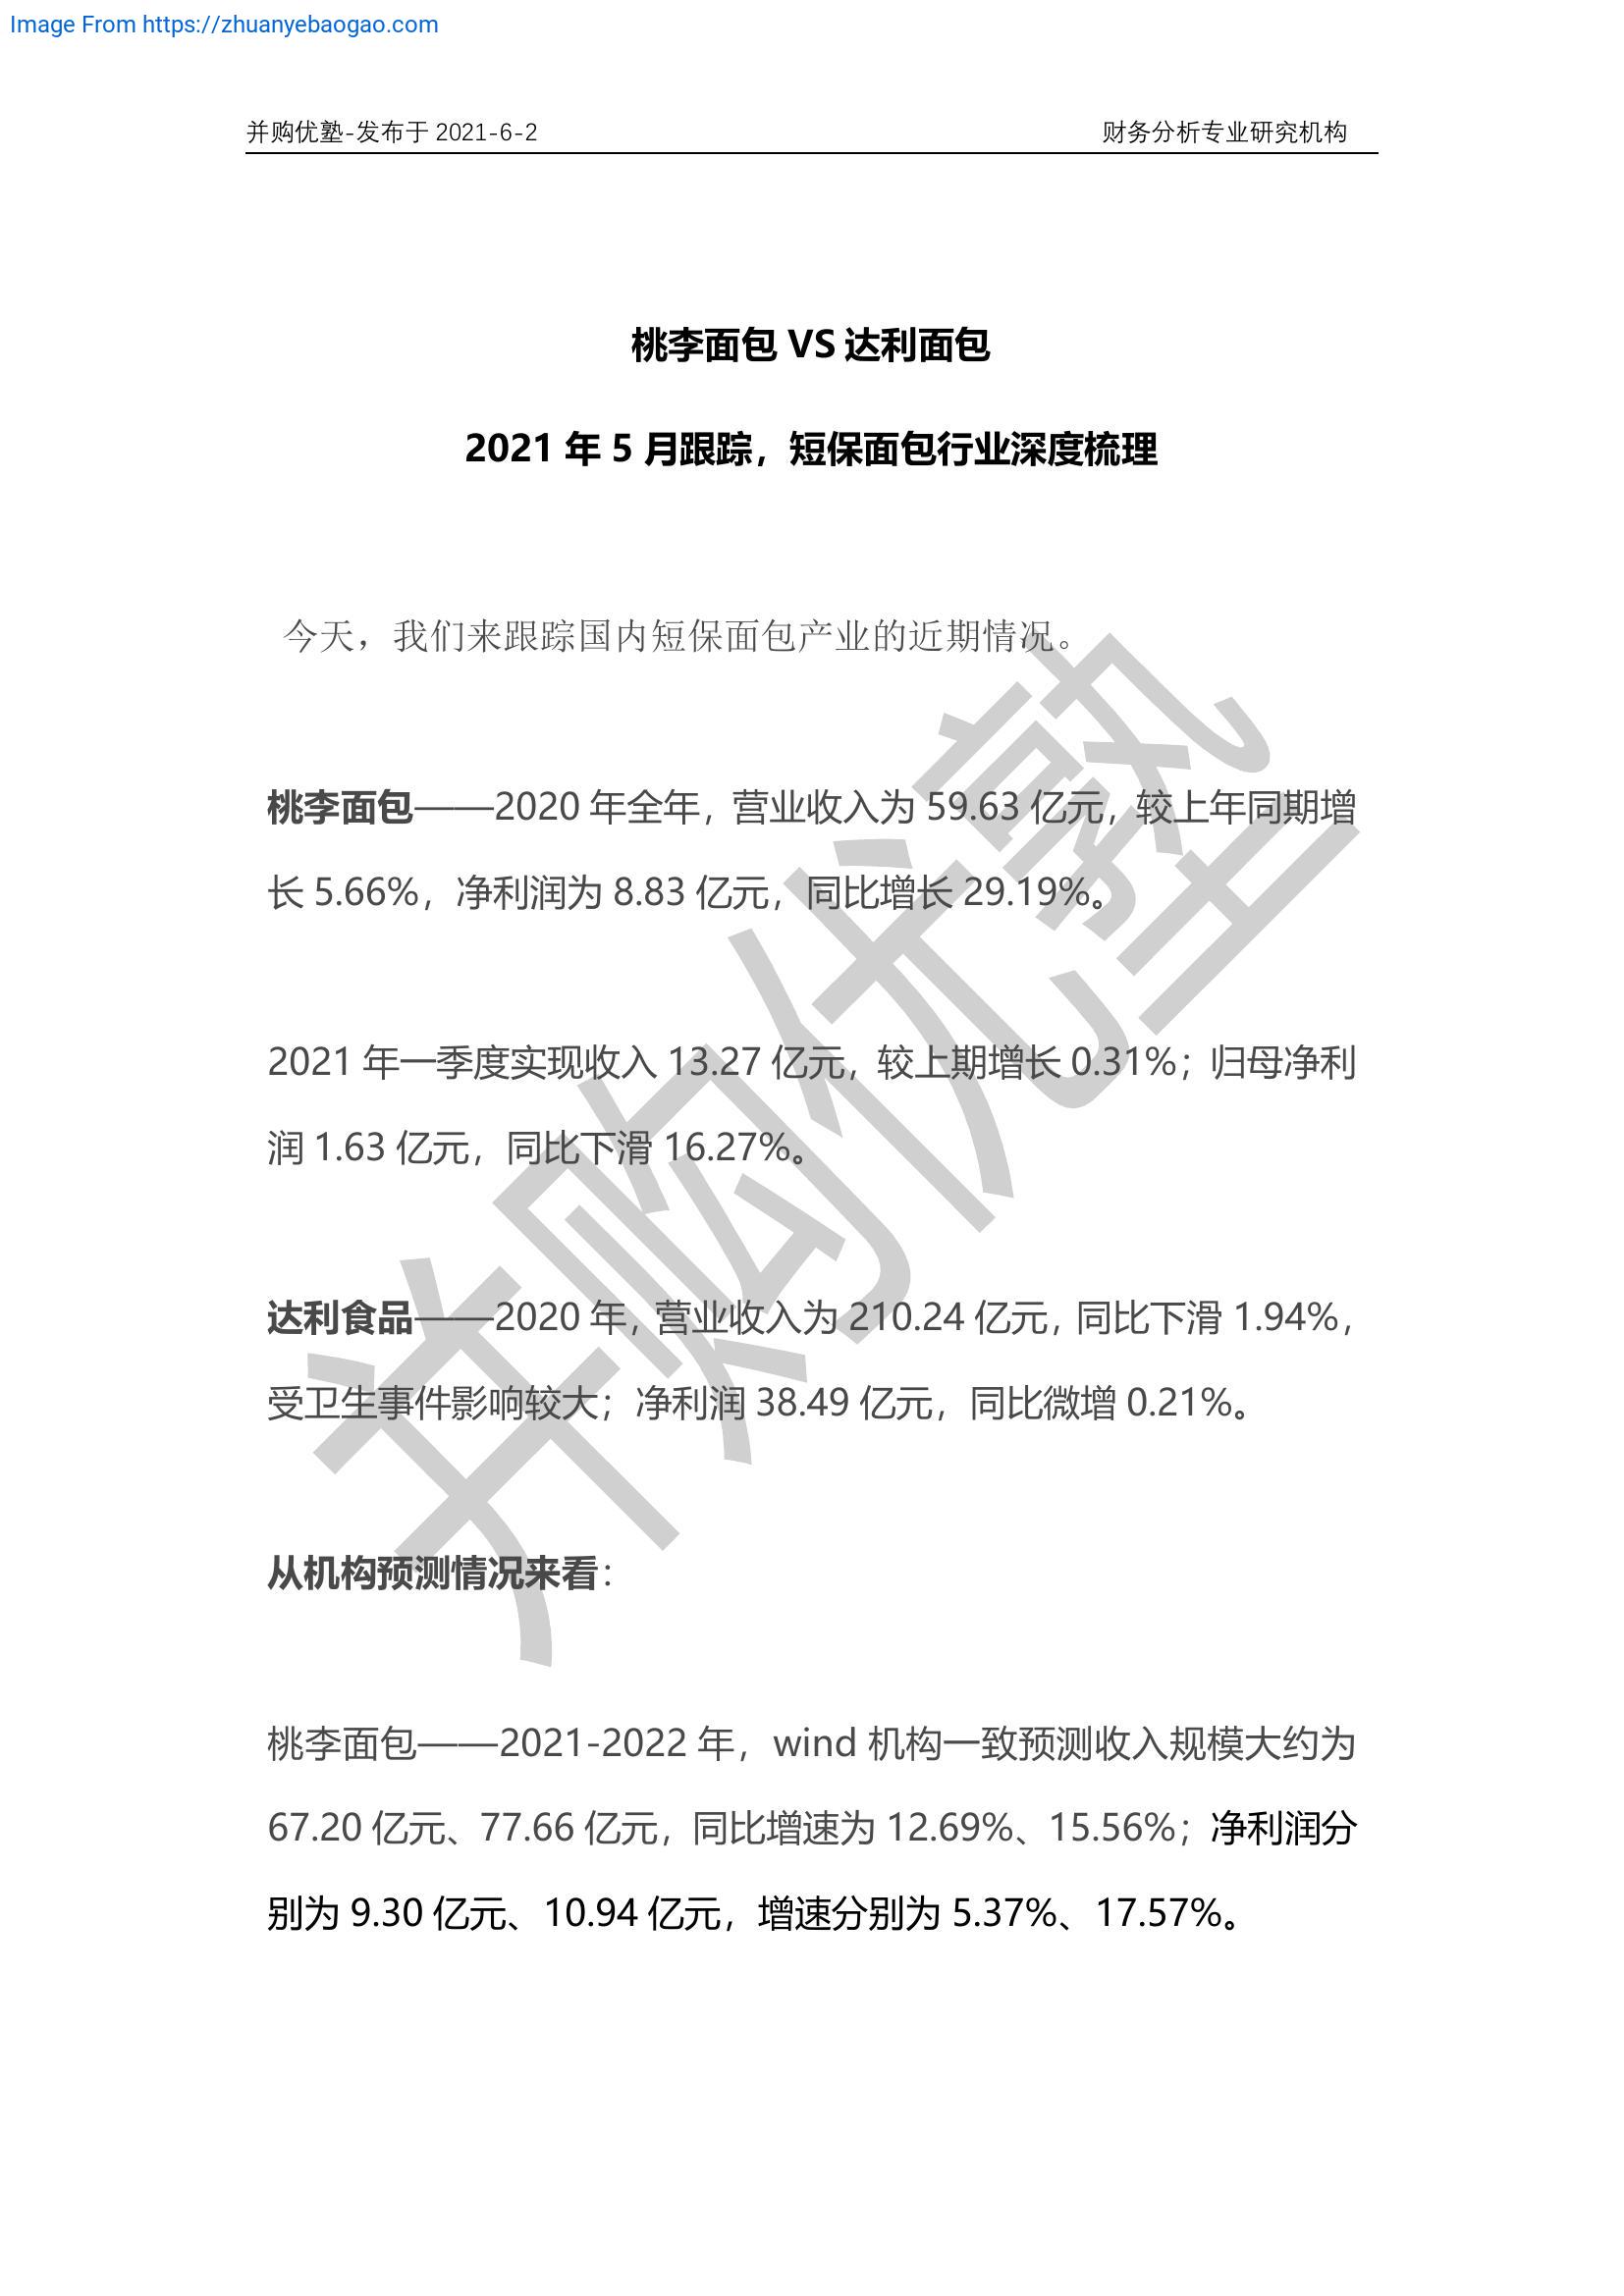 Image From https://zhuanyebaogao.com
并购优塾-发布于 2021-6-2 财务分析专业研究机构
桃李面包 VS 达利面包
2021 年 5 月跟踪，短保面包行业深度梳理
今天，我们来跟踪国内短保面包产业的近期情况。
桃李面包——2020 年全年，营业收入为 59.63 亿元，较上年同期增
长 5.66%，净利润为 8.83 亿元，同比增长 29.19%。
2021 年一季度实现收入 13.27 亿元，较上期增长 0.31%；归母净利
润 1.63 亿元，同比下滑 16.27%。
达利食品——2020 年，营业收入为 210.24 亿元，同比下滑 1.94%，
受卫生事件影响较大；净利润 38.49 亿元，同比微增 0.21%。
从机构预测情况来看：
桃李面包——2021-2022 年，wind 机构一致预测收入规模大约为
67.20 亿元、77.66 亿元，同比增速为 12.69%、15.56%；净利润分
别为 9.30 亿元、10.94 亿元，增速分别为 5.37%、17.57%。
并购优塾